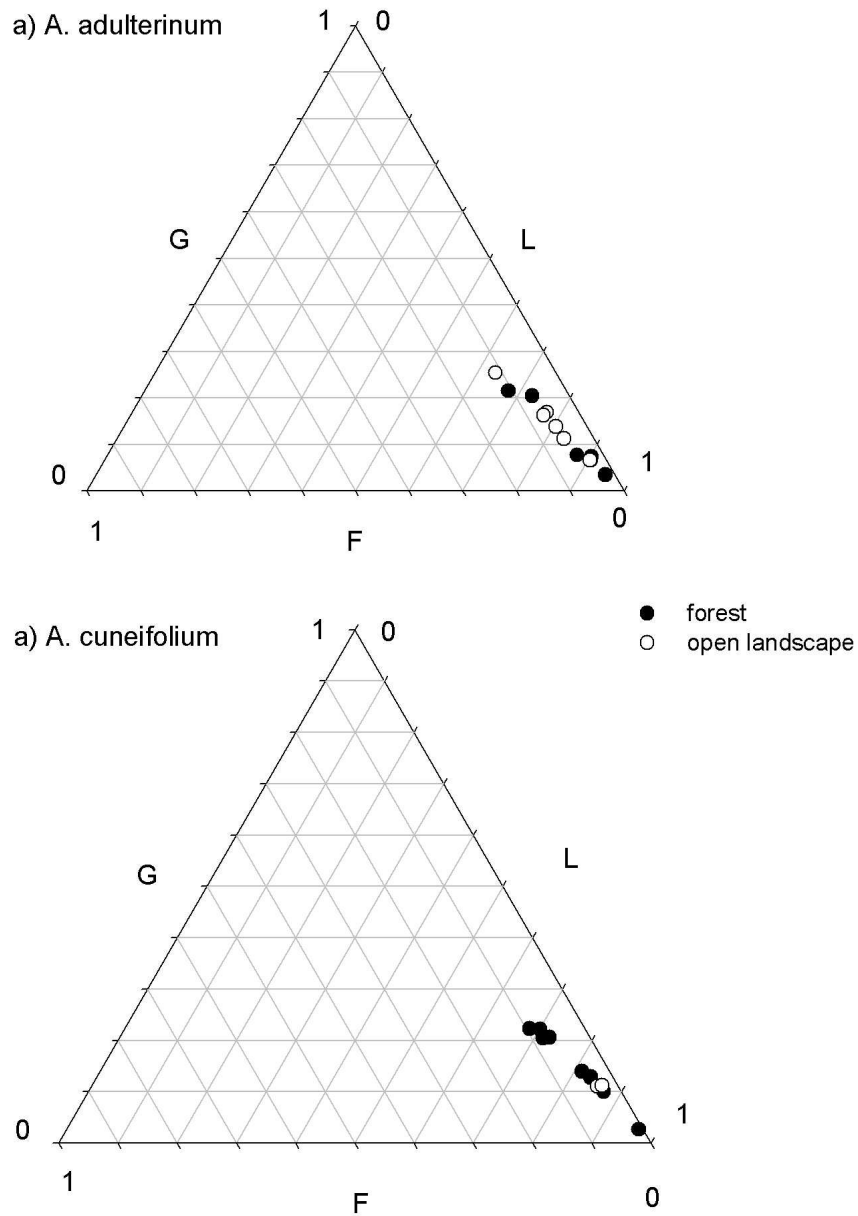 a) A. adulterinum
1 0
G L
0 1
1 F 0
forest
open landscape
a) A. cuneifolium
1 0
G L
0 1
1 F 0